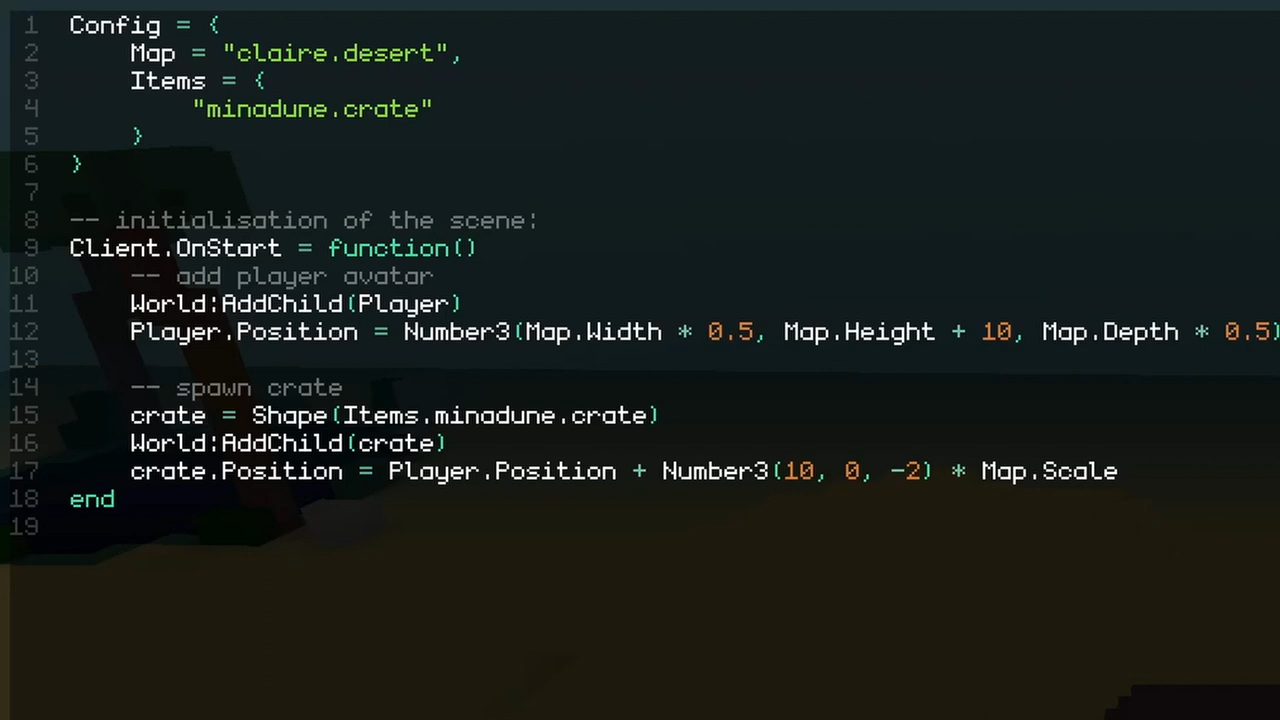 1 Config = {
2     Map = "claire.desert",
3     Items = {
4         "minadune.crate"
5     }
6 }
7
8 -- initialisation of the scene:
9 Client.OnStart = function()
10     -- add player avatar
11     World:AddChild(Player)
12     Player.Position = Number3(Map.Width * 0.5, Map.Height + 10, Map.Depth * 0.5)
13
14     -- spawn crate
15     crate = Shape(Items.minadune.crate)
16     World:AddChild(crate)
17     crate.Position = Player.Position + Number3(10, 0, -2) * Map.Scale
18 end
19